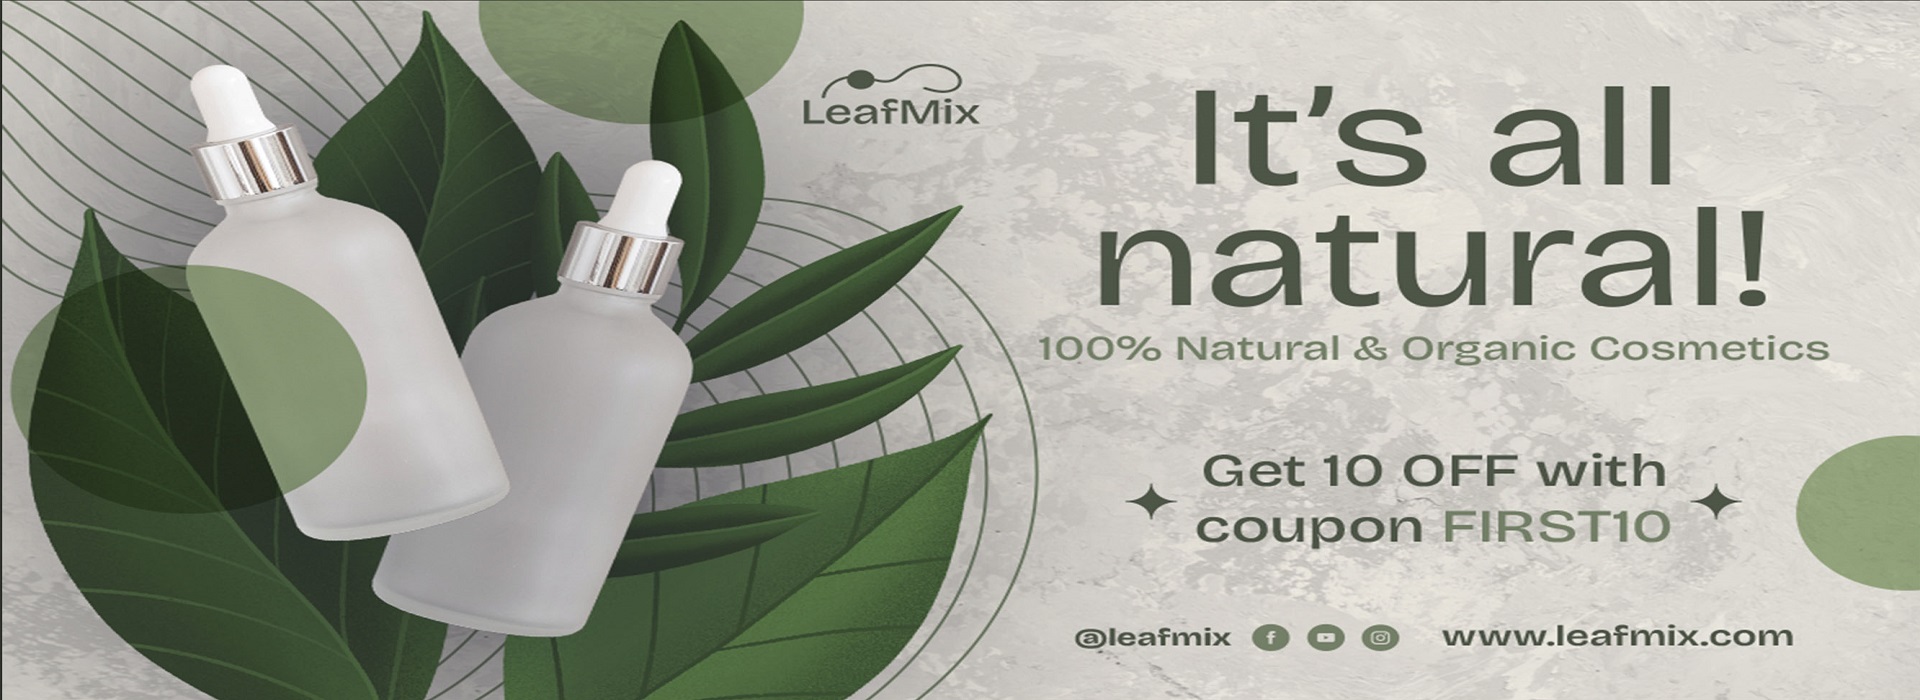 LeafMix
It's all
natural!
100% Natural & Organic Cosmetics
Get 10 OFF with
coupon FIRST10
@leafmix
www.leafmix.com